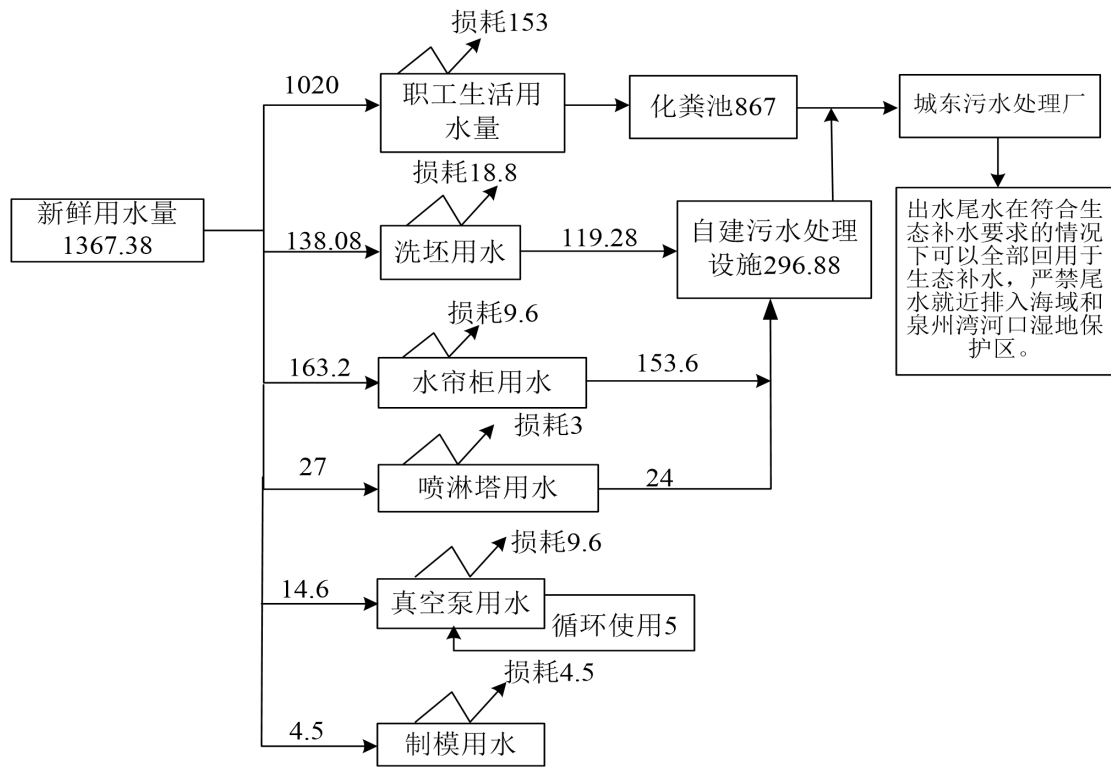 损耗153
1020
职工生活用
水量
化粪池867
城东污水处理厂
损耗18.8
新鲜用水量
1367.38
138.08
洗坯用水
119.28
自建污水处理
设施296.88
出水尾水在符合生
态补水要求的情况
下可以全部回用于
生态补水，严禁尾
水就近排入海域和
泉州湾河口湿地保
护区。
损耗9.6
163.2
水帘柜用水
153.6
损耗3
27
喷淋塔用水
24
损耗9.6
14.6
真空泵用水
循环使用5
损耗4.5
4.5
制模用水